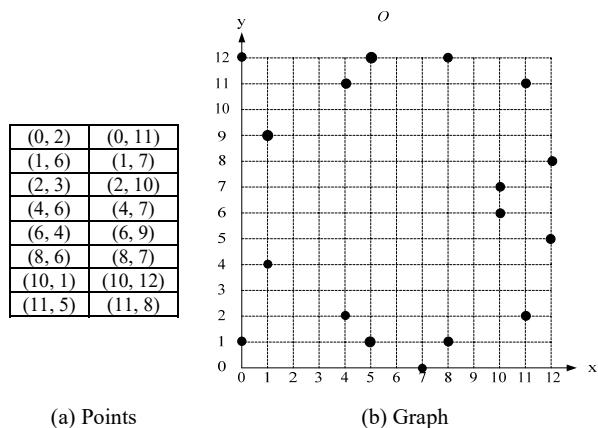 O
y
12
11
10
9
8
7
6
5
4
3
2
1
0
0 1 2 3 4 5 6 7 8 9 10 11 12
x
(0, 2) (0, 11)
(1, 6) (1, 7)
(2, 3) (2, 10)
(4, 6) (4, 7)
(6, 4) (6, 9)
(8, 6) (8, 7)
(10, 1) (10, 12)
(11, 5) (11, 8)
(a) Points
(b) Graph